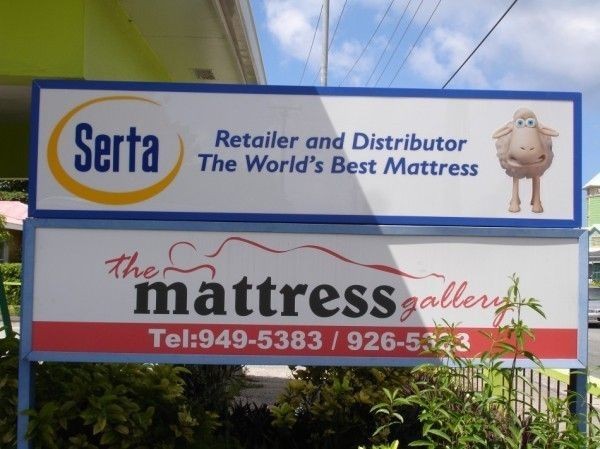 Serta
Retailer and Distributor
The World's Best Mattress
the
mattress gallery
Tel:949-5383 /